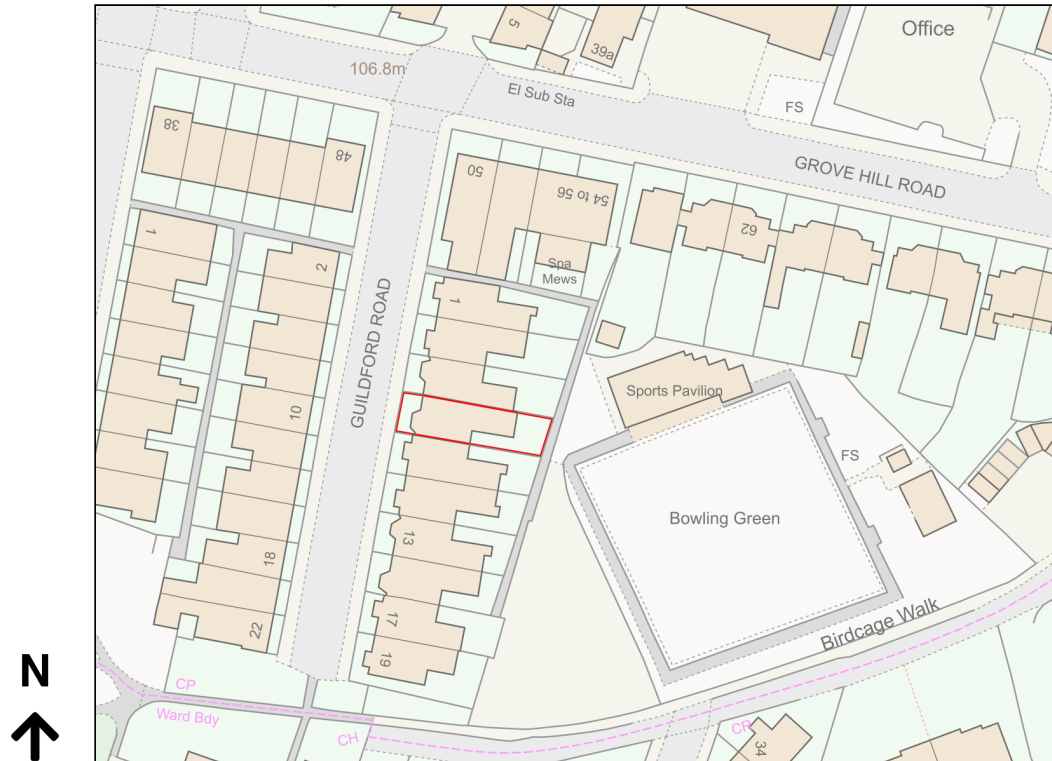 Office
5
39a
106.8m
El Sub Sta
FS
GROVE HILL ROAD
38
48
50
54 to 56
62
1
2
Spa
Mews
1
GUILDFORD ROAD
10
Sports Pavilion
FS
Bowling Green
13
18
17
22
19
Birdcage Walk
N
CP
Ward Bdy
CH
CR
34